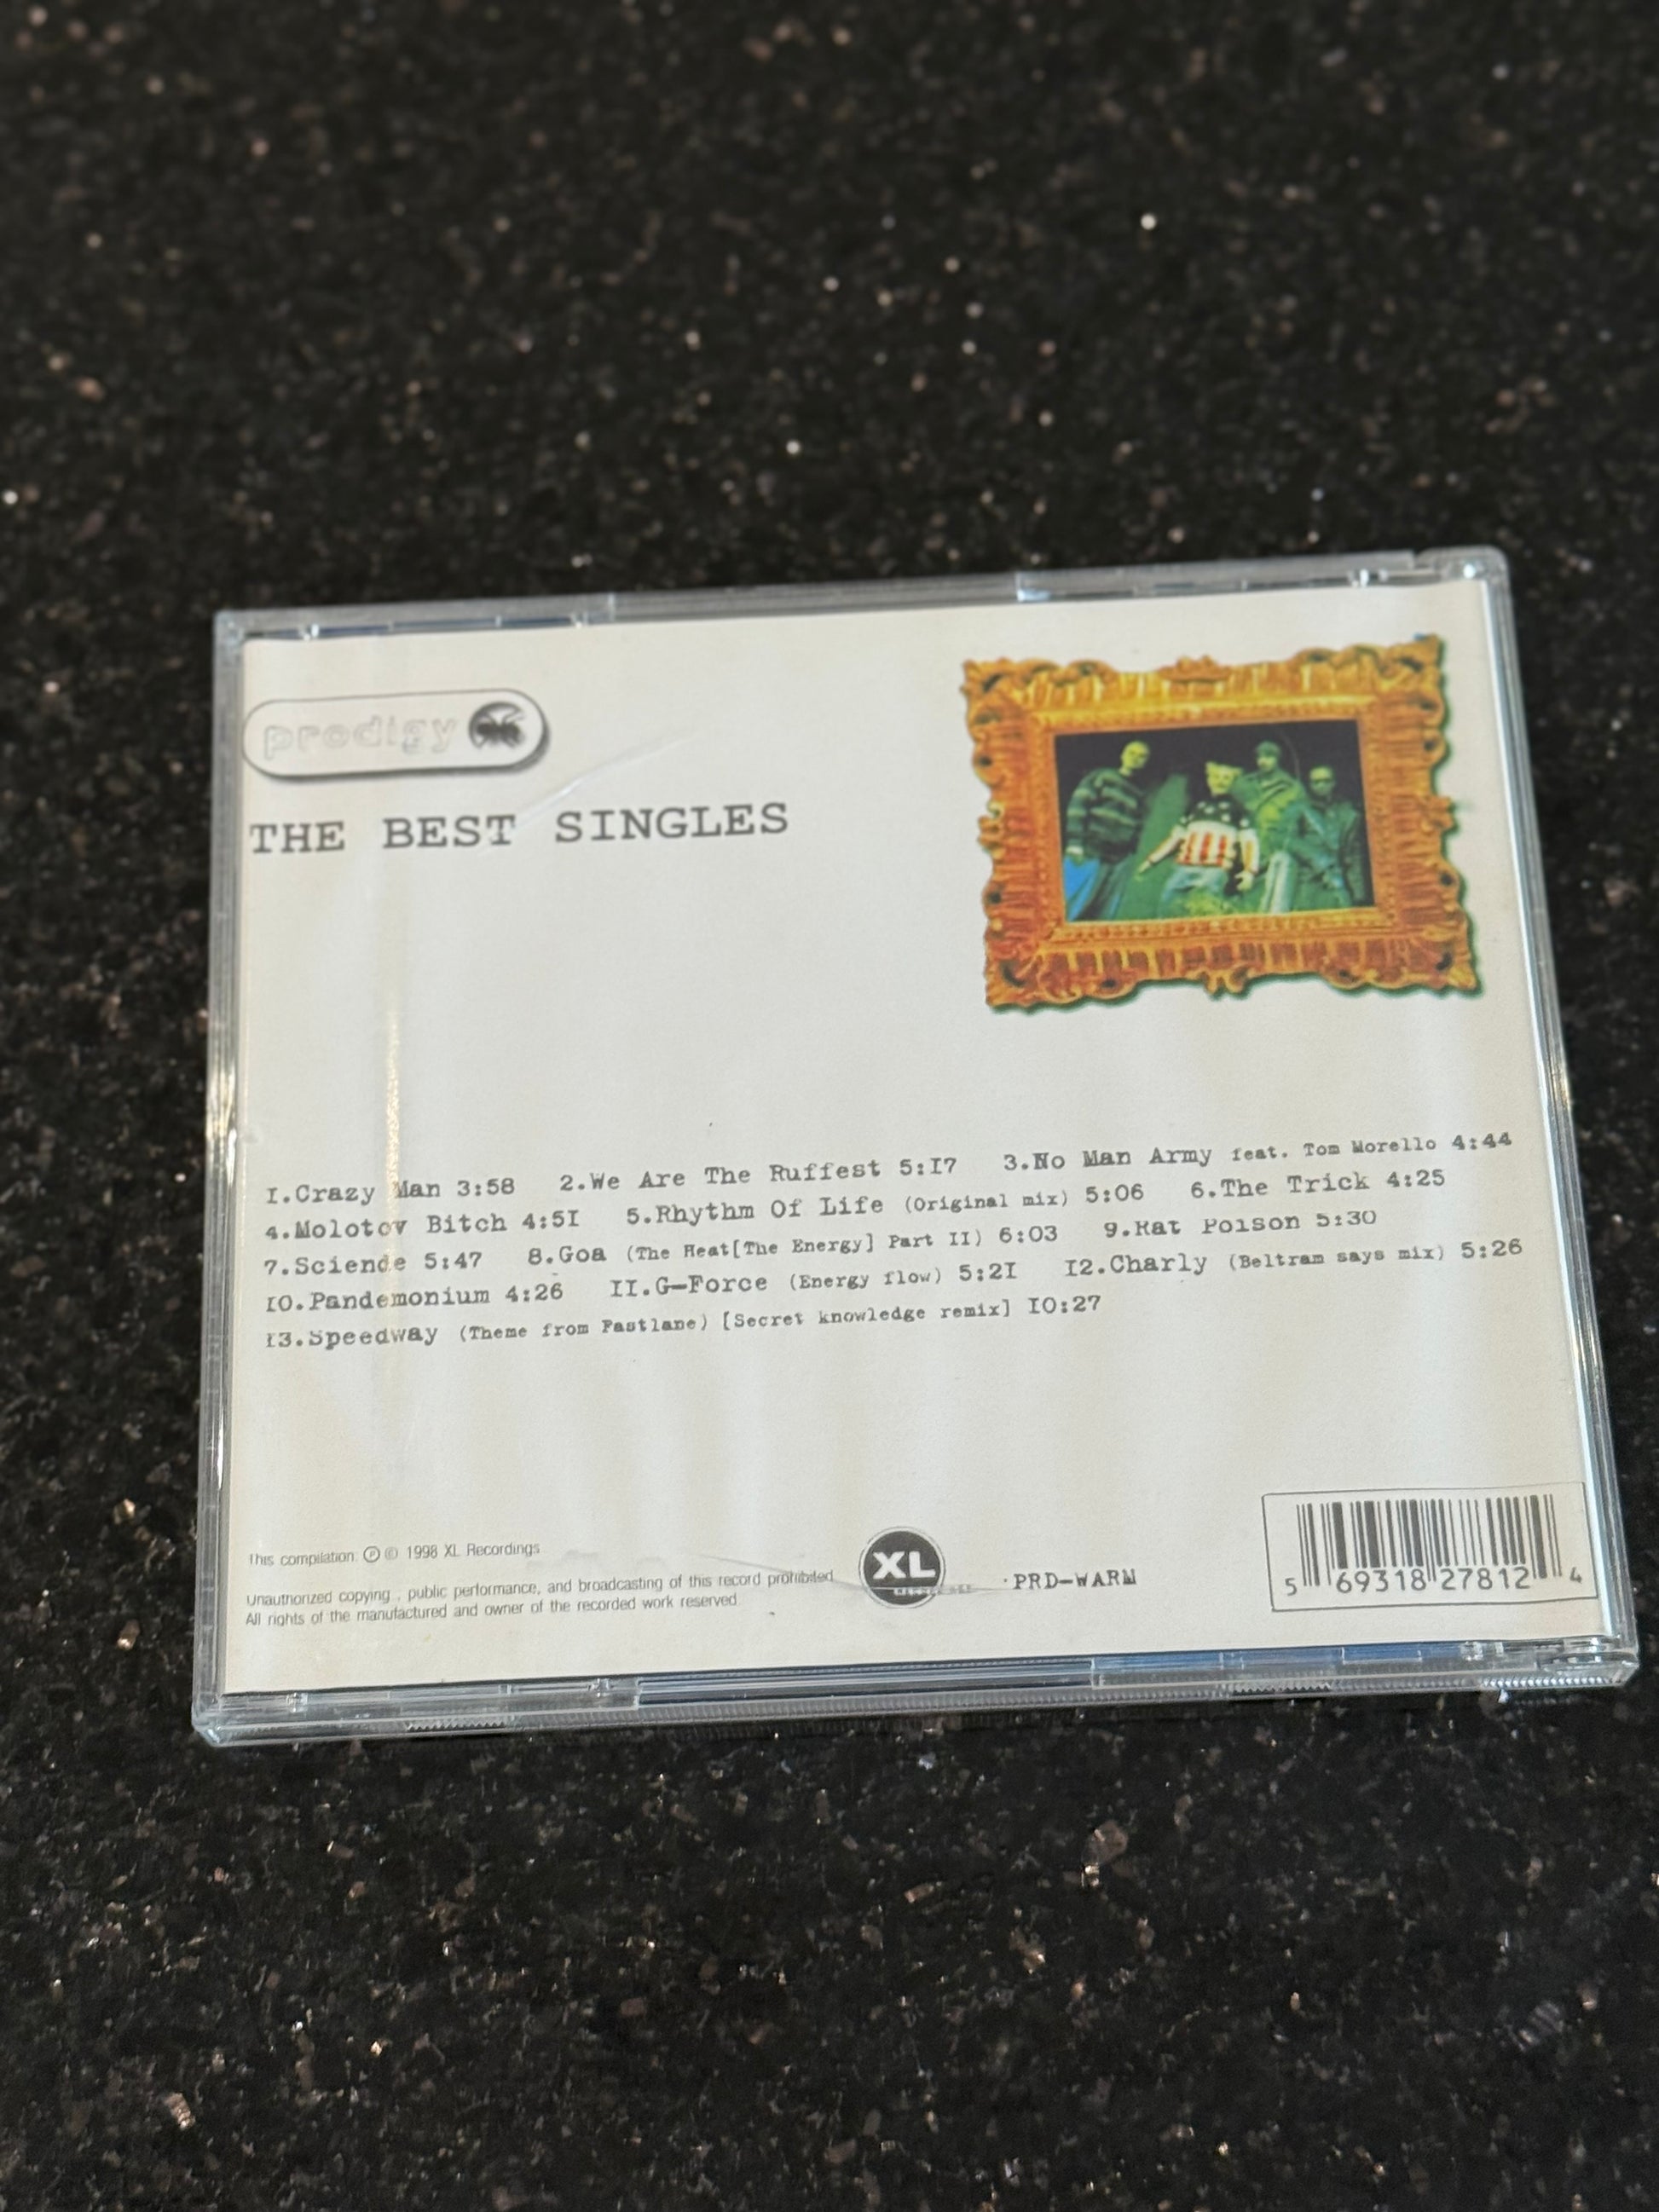 prodigy
THE BEST SINGLES
I.Crazy Man 3:58 2.We Are The Ruffest 5:I7 3.No Man Army feat. Tom Morello 4:44
4.Molotov Bitch 4:5I 5.Rhythm Of Life (Original mix) 5:06 6.The Trick 4:25
7.Sciende 5:47 8.Goa (The Heat[The Energy] Part II) 6:03 9.Rat Poison 5:30
IO.Pandemonium 4:26 II.G-Force (Energy flow) 5:2I I2.Charly (Beltram says mix) 5:26
I3.Speedway (Theme from Fastlane) [Secret knowledge remix] IO:27
This compilation: ℗ © 1998 XL Recordings
Unauthorized copying , public performance, and broadcasting of this record prohibited
All rights of the manufactured and owner of the recorded work reserved
XL
PRD-WARM
5 69318 27812 4